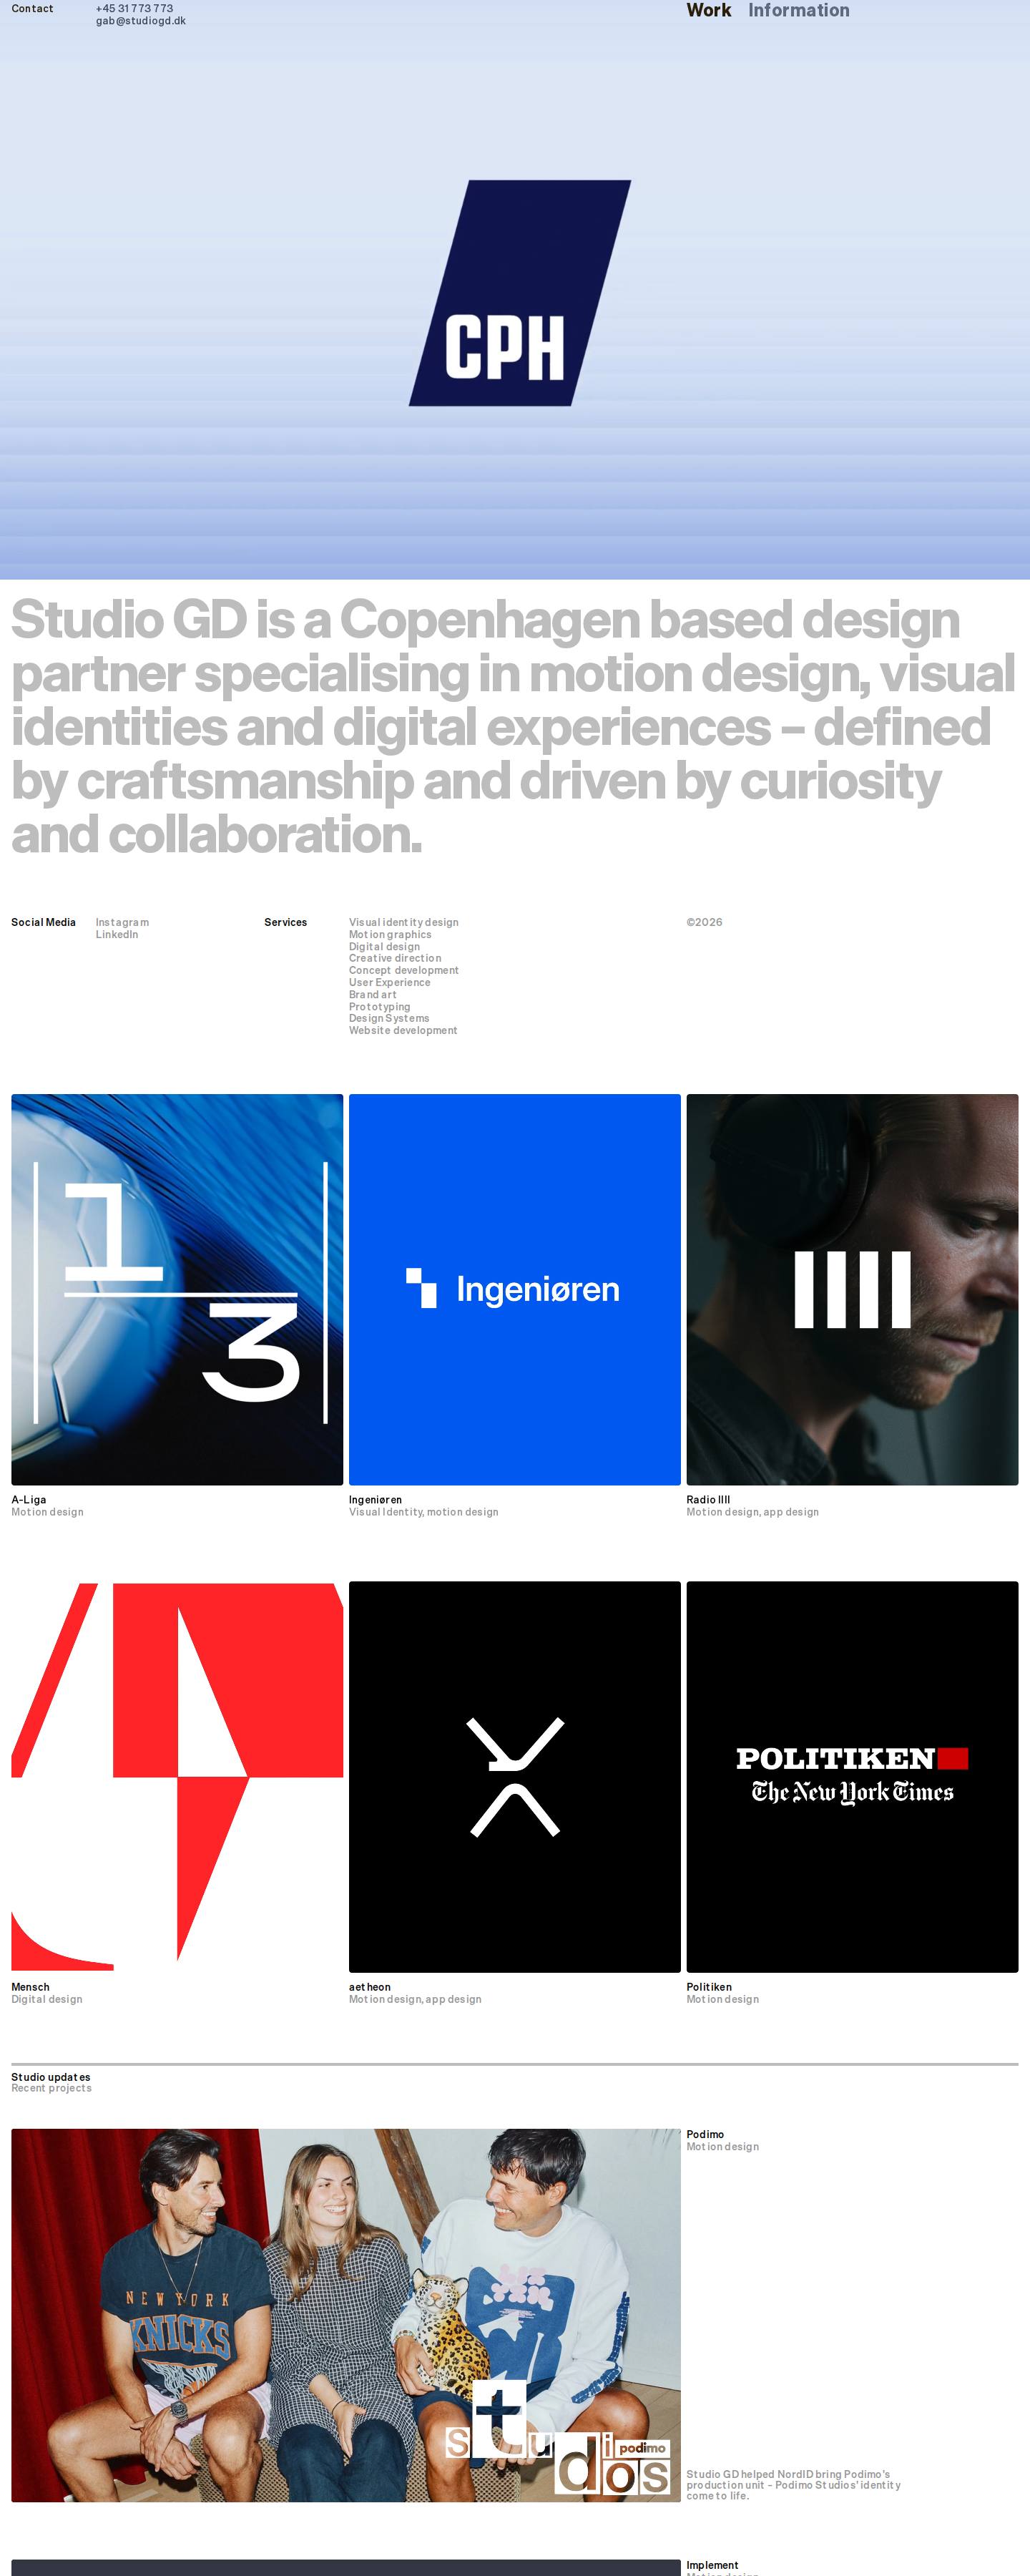 Contact
+45 31 773 773
gab@studiogd.dk
Work Information
CPH
Studio GD is a Copenhagen based design
partner specialising in motion design, visual
identities and digital experiences – defined
by craftsmanship and driven by curiosity
and collaboration.
Social Media
Instagram
LinkedIn
Services
Visual identity design
Motion graphics
Digital design
Creative direction
Concept development
User Experience
Brand art
Prototyping
Design Systems
Website development
©2026
1
3
A-Liga
Motion design
Ingeniøren
Ingeniøren
Visual Identity, motion design
Radio IIII
Motion design, app design
Mensch
Digital design
aetheon
Motion design, app design
POLITIKEN
The New York Times
Politiken
Motion design
Studio updates
Recent projects
NEW YORK
KNICKS
studios
podimo
Podimo
Motion design
Studio GD helped NordID bring Podimo's
production unit – Podimo Studios' identity
come to life.
Implement